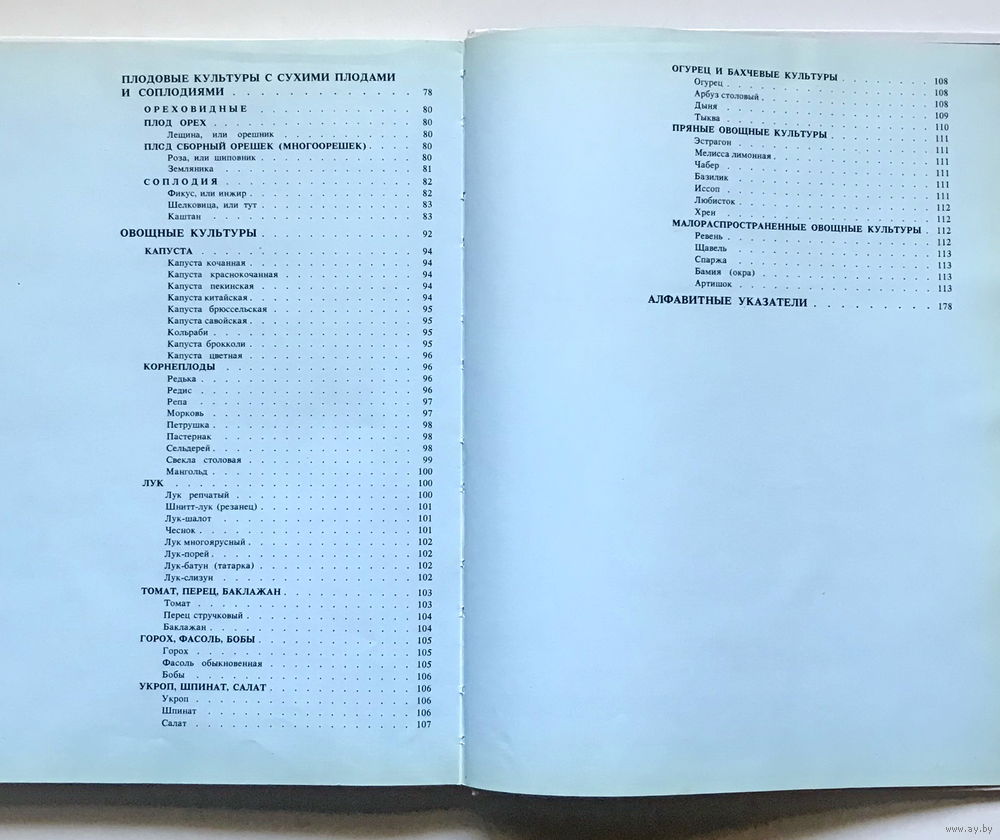 ПЛОДОВЫЕ КУЛЬТУРЫ С СУХИМИ ПЛОДАМИ
И СОПЛОДИЯМИ 78
ОРЕХОВИДНЫЕ 80
ПЛОД ОРЕХ 80
Лещина, или орешник 80
ПЛОД СБОРНЫЙ ОРЕШЕК (МНОГООРЕШЕК) 80
Роза, или шиповник 80
Земляника 81
СОПЛОДИЯ 82
Фикус, или инжир 82
Шелковица, или тут 83
Каштан 83
ОВОЩНЫЕ КУЛЬТУРЫ 92
КАПУСТА 94
Капуста кочанная 94
Капуста краснокочанная 94
Капуста пекинская 94
Капуста китайская 94
Капуста брюссельская 95
Капуста савойская 95
Кольраби 95
Капуста брокколи 95
Капуста цветная 96
КОРНЕПЛОДЫ 96
Редька 96
Редис 96
Репа 97
Морковь 97
Петрушка 98
Пастернак 98
Сельдерей 98
Свекла столовая 99
Мангольд 100
ЛУК 100
Лук репчатый 100
Шнитт-лук (резанец) 101
Лук-шалот 101
Чеснок 101
Лук многоярусный 102
Лук-порей 102
Лук-батун (татарка) 102
Лук-слизун 102
ТОМАТ, ПЕРЕЦ, БАКЛАЖАН 103
Томат 103
Перец стручковый 104
Баклажан 104
ГОРОХ, ФАСОЛЬ, БОБЫ 105
Горох 105
Фасоль обыкновенная 105
Бобы 106
УКРОП, ШПИНАТ, САЛАТ 106
Укроп 106
Шпинат 106
Салат 107
ОГУРЕЦ И БАХЧЕВЫЕ КУЛЬТУРЫ 108
Огурец 108
Арбуз столовый 108
Дыня 109
Тыква 110
ПРЯНЫЕ ОВОЩНЫЕ КУЛЬТУРЫ 111
Эстрагон 111
Мелисса лимонная 111
Чабер 111
Базилик 111
Иссоп 111
Любисток 112
Хрен 112
МАЛОРАСПРОСТРАНЕННЫЕ ОВОЩНЫЕ КУЛЬТУРЫ 112
Ревень 112
Щавель 113
Спаржа 113
Бамия (окра) 113
Артишок 113
АЛФАВИТНЫЕ УКАЗАТЕЛИ 178
www.ay.by